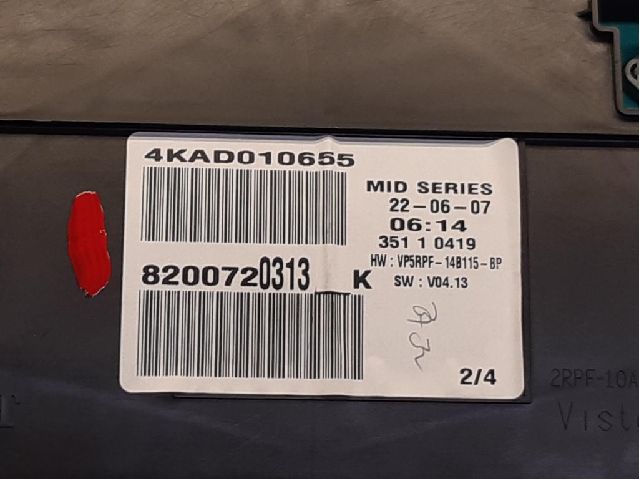 4KAD010655
MID SERIES
22-06-07
06:14
351 1 0419
HW : VP5RPF-14B115-BP
SW : V04.13
8200720313__K
2/4
2RPF-10A
Vist